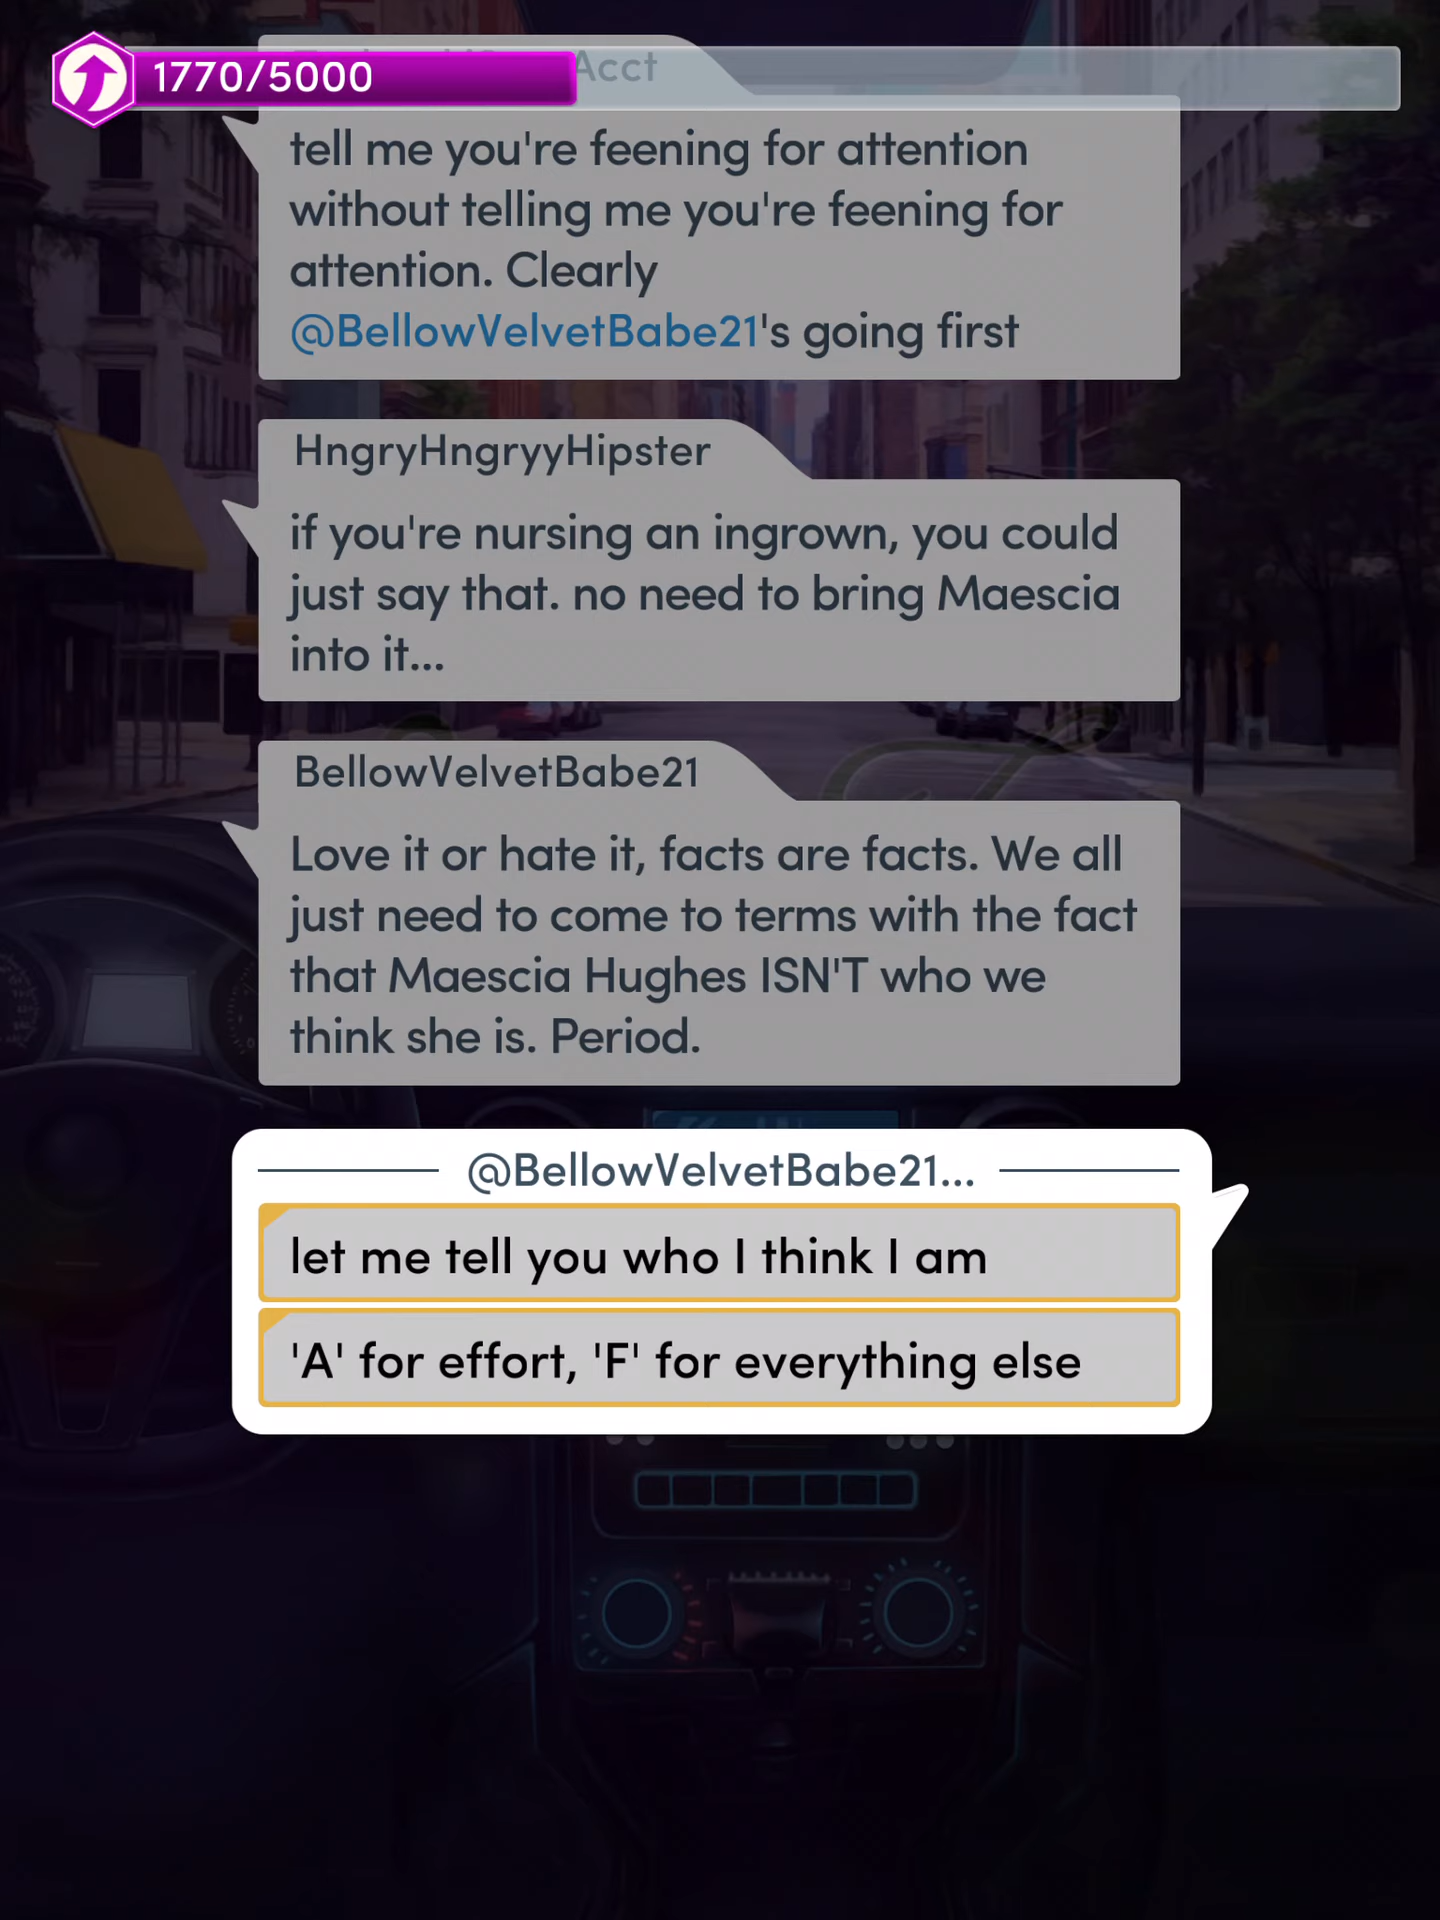 1770/5000
Acct
tell me you're feening for attention
without telling me you're feening for
attention. Clearly
@BellowVelvetBabe21's going first
HngryHngryyHipster
if you're nursing an ingrown, you could
just say that. no need to bring Maescia
into it...
BellowVelvetBabe21
Love it or hate it, facts are facts. We all
just need to come to terms with the fact
that Maescia Hughes ISN'T who we
think she is. Period.
@BellowVelvetBabe21...
let me tell you who I think I am
'A' for effort, 'F' for everything else